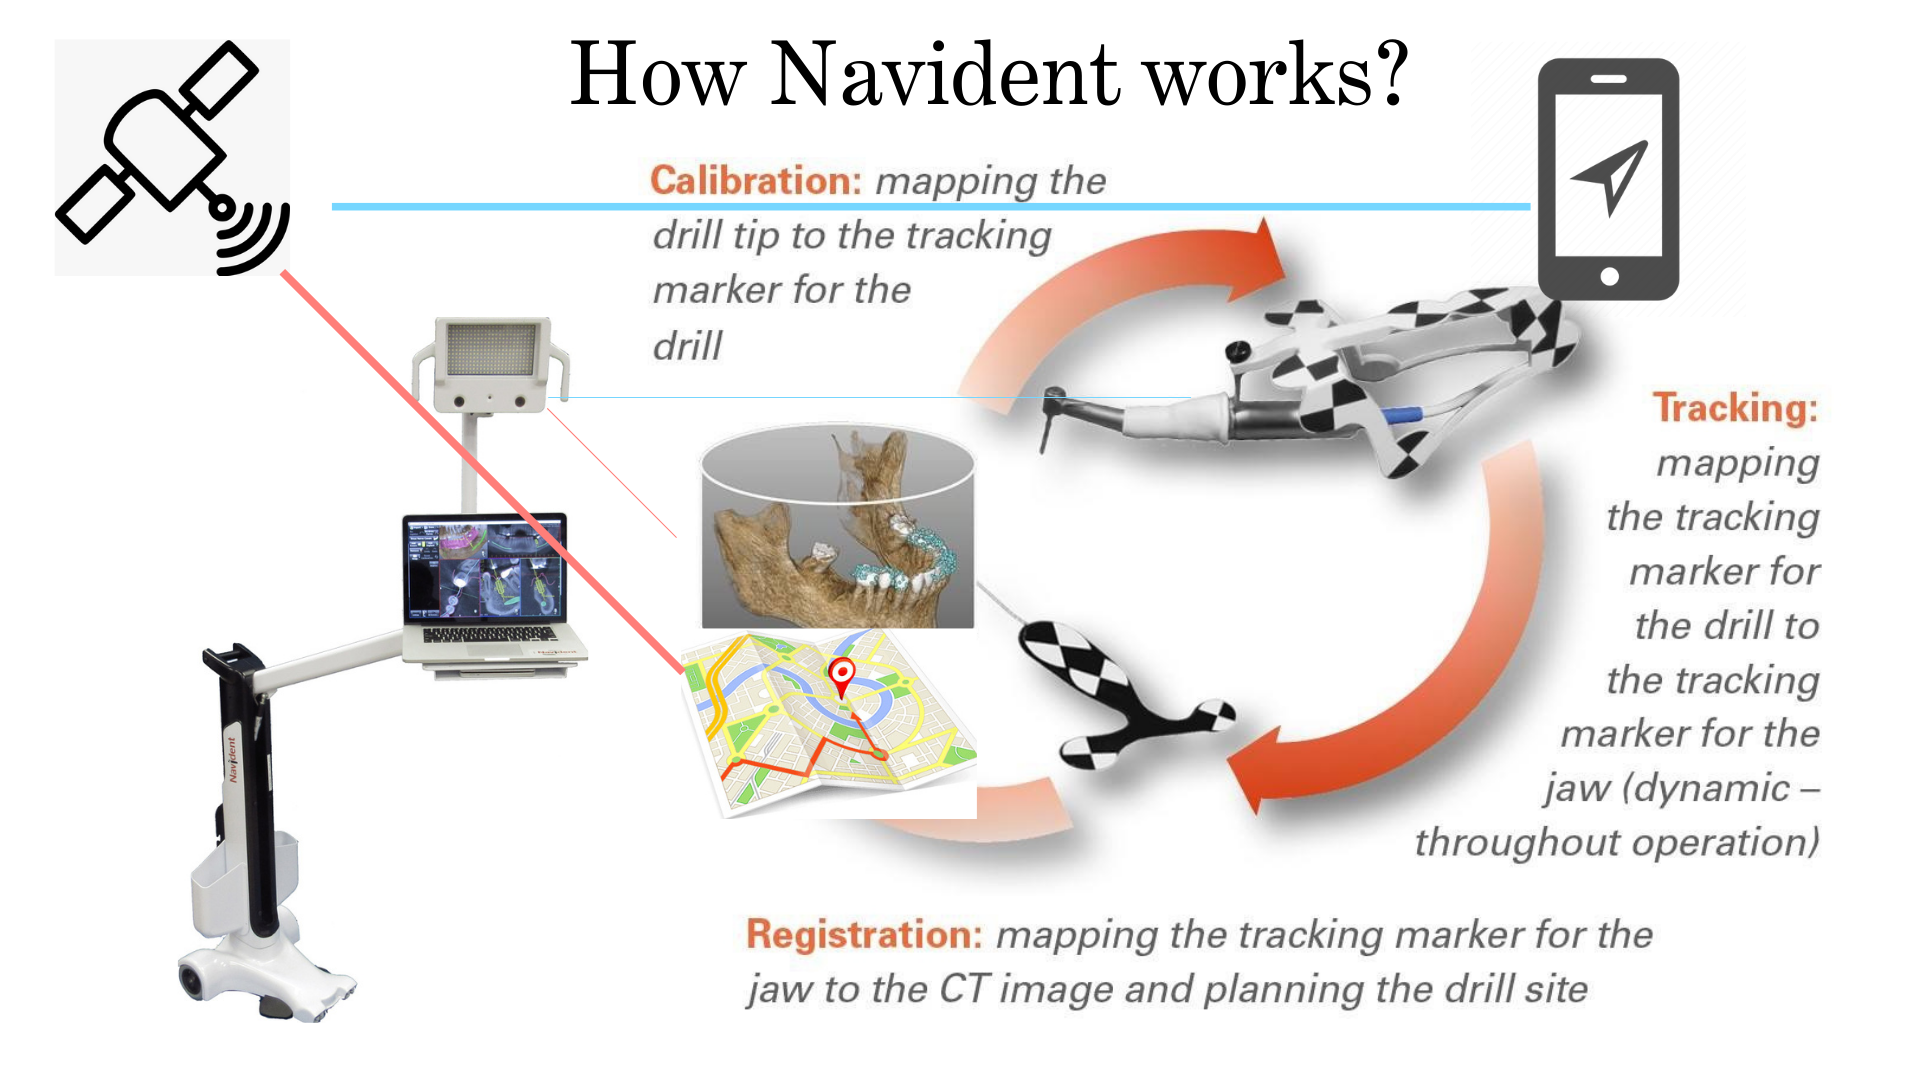 How Navident works?
Calibration: mapping the
drill tip to the tracking
marker for the
drill
Tracking:
mapping
the tracking
marker for
the drill to
the tracking
marker for the
jaw (dynamic –
throughout operation)
Navident
Navident
Registration: mapping the tracking marker for the
jaw to the CT image and planning the drill site